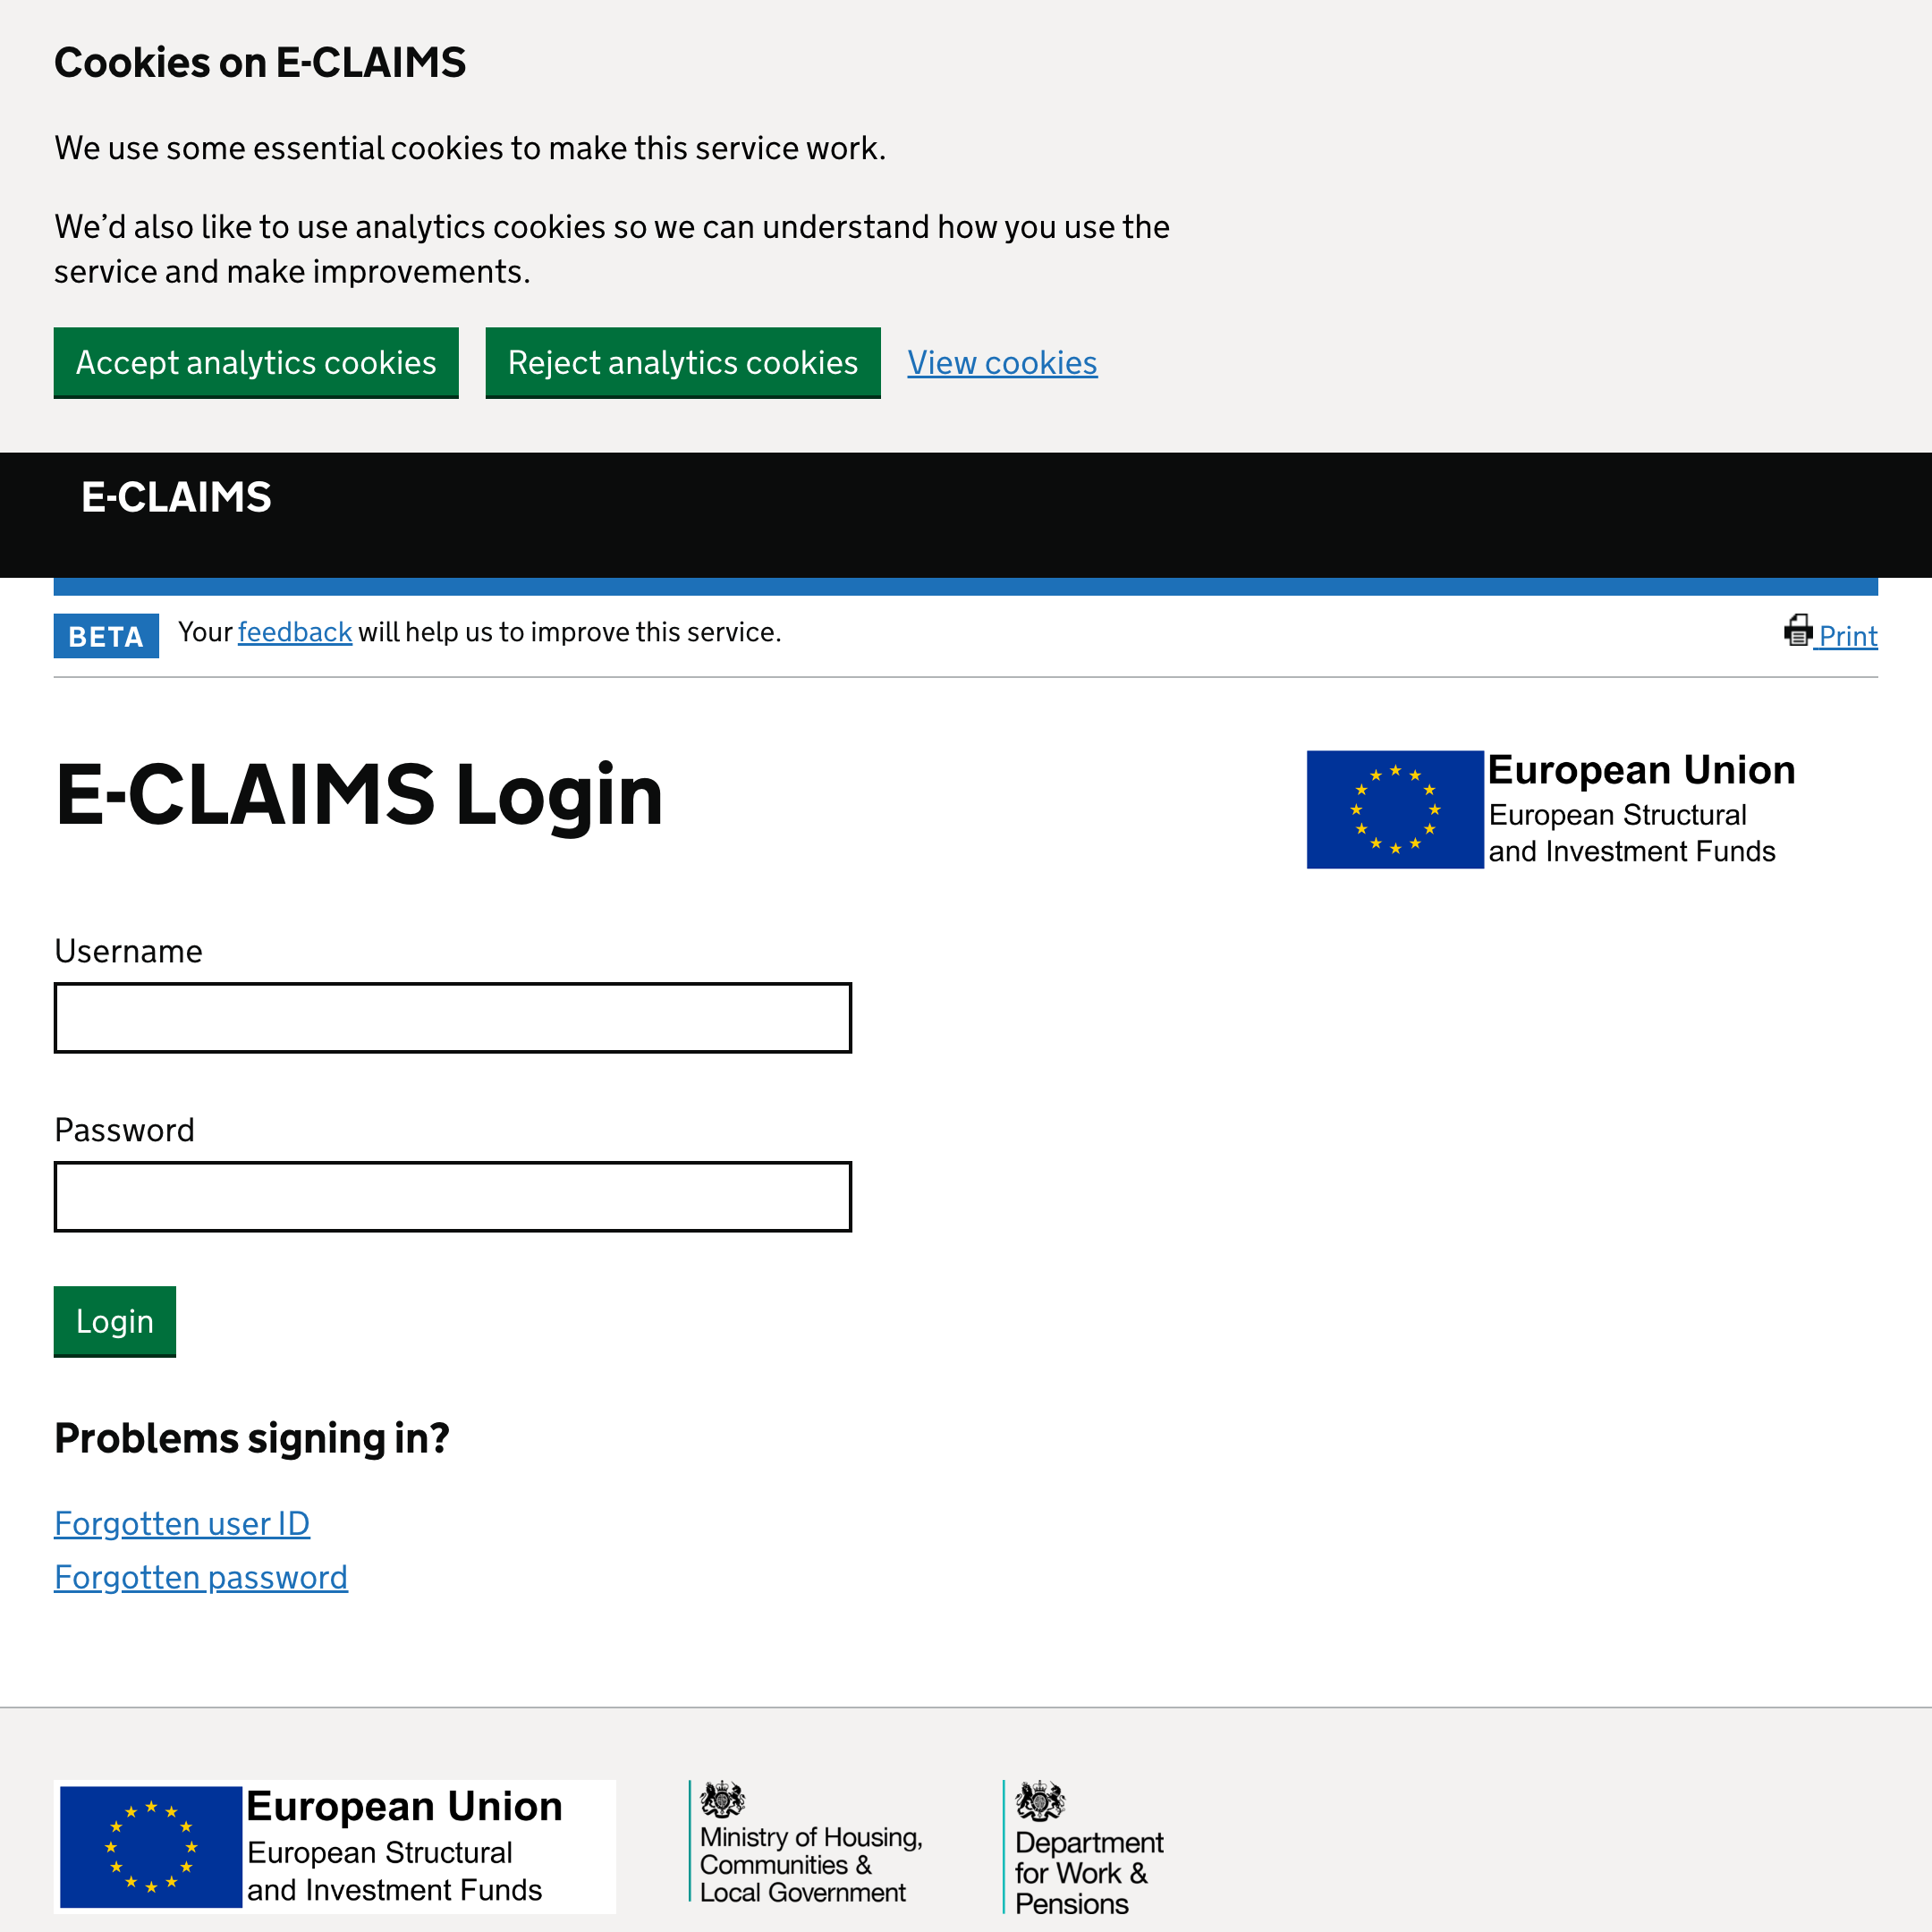 Cookies on E-CLAIMS
We use some essential cookies to make this service work.
We’d also like to use analytics cookies so we can understand how you use the
service and make improvements.
Accept analytics cookies Reject analytics cookies View cookies
E-CLAIMS
BETA Your feedback will help us to improve this service. Print
E-CLAIMS Login
European Union
European Structural
and Investment Funds
Username
Password
Login
Problems signing in?
Forgotten user ID
Forgotten password
European Union
European Structural
and Investment Funds
Ministry of Housing,
Communities &
Local Government
Department
for Work &
Pensions